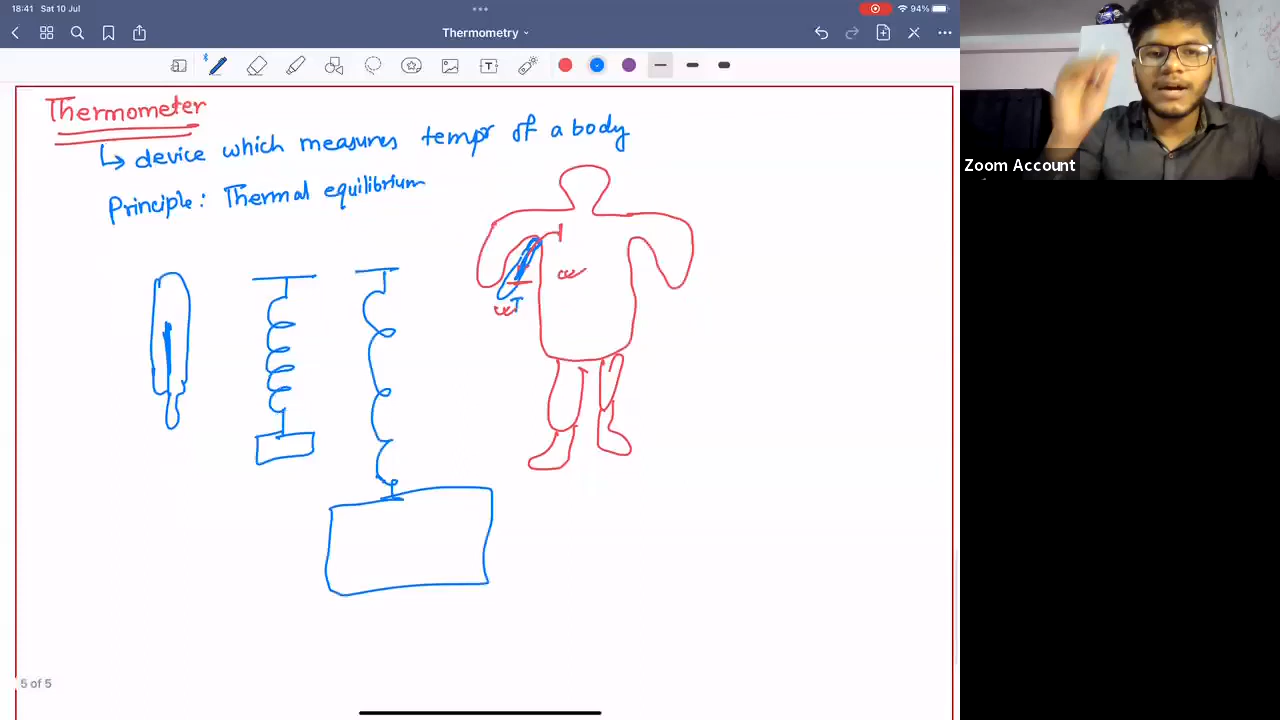 18:41 Sat 10 Jul
94%
Thermometry
T
Thermometer
↳ device which measures tempr of a body
Principle: Thermal equilibrium
T
5 of 5
Zoom Account